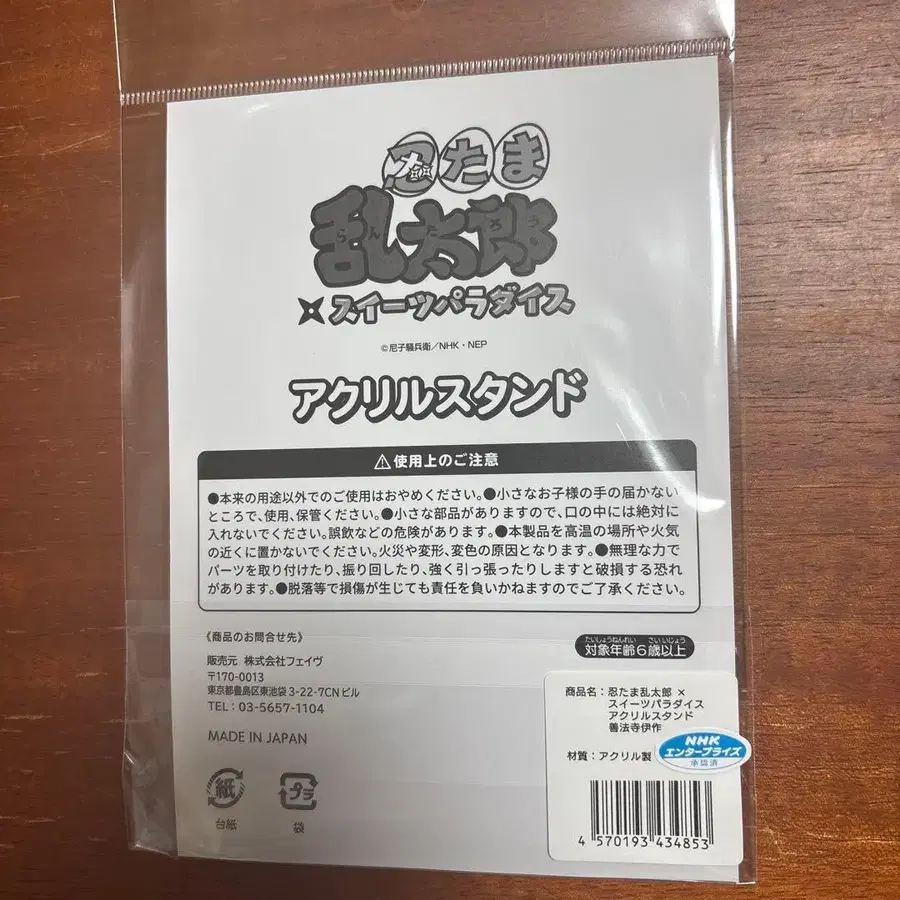 忍たま
乱太郎
らんたろう
×スイーツパラダイス
©尼子騒兵衛/NHK・NEP
アクリルスタンド
⚠使用上のご注意
●本来の用途以外でのご使用はおやめください。●小さなお子様の手の届かない
ところで、使用、保管ください。●小さな部品がありますので、口の中には絶対に
入れないでください。誤飲などの危険があります。●本製品を高温の場所や火気
の近くに置かないでください。火災や変形、変色の原因となります。●無理な力で
パーツを取り付けたり、振り回したり、強く引っ張ったりしますと破損する恐れ
があります。●脱落等で損傷が生じても責任を負いかねますのでご了承ください。
《商品のお問合せ先》
販売元 株式会社フェイヴ
〒170-0013
東京都豊島区東池袋3-22-7CNビル
TEL:03-5657-1104
MADE IN JAPAN
紙
台紙
プラ
袋
たいしょうねんれい さいいじょう
対象年齢6歳以上
商品名:忍たま乱太郎 ×
スイーツパラダイス
アクリルスタンド
善法寺伊作
材質:アクリル製
NHK
エンタープライズ
承認済
4 570193 434853